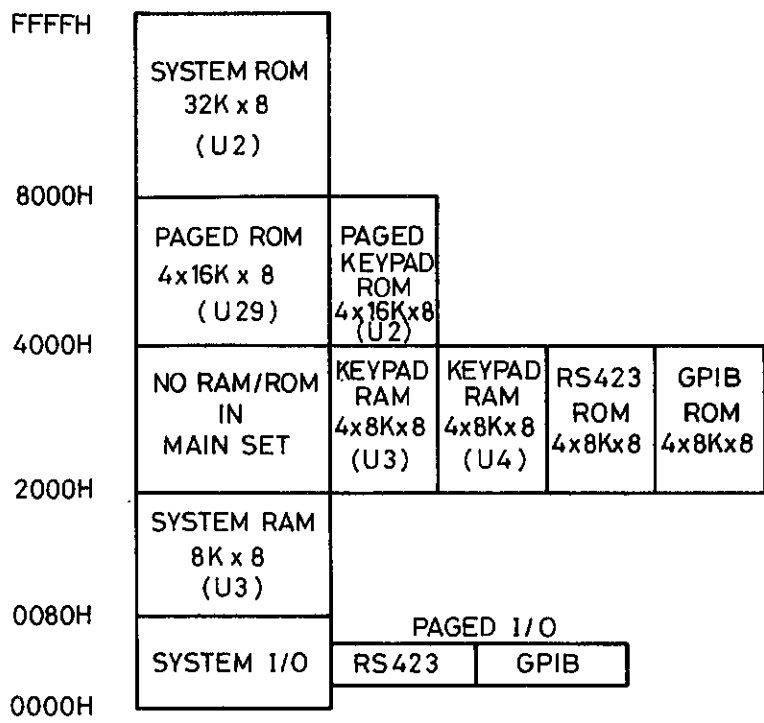 FFFFH
SYSTEM ROM
32K x 8
(U2)
8000H
PAGED ROM
4x16K x 8
(U29)
PAGED
KEYPAD
ROM
4x16Kx8
(U2)
4000H
NO RAM/ROM
IN
MAIN SET
KEYPAD
RAM
4x8Kx8
(U3)
KEYPAD
RAM
4x8Kx8
(U4)
RS423
ROM
4x8Kx8
GPIB
ROM
4x8Kx8
2000H
SYSTEM RAM
8K x 8
(U3)
0080H
PAGED I/O
SYSTEM I/O
RS423
GPIB
0000H